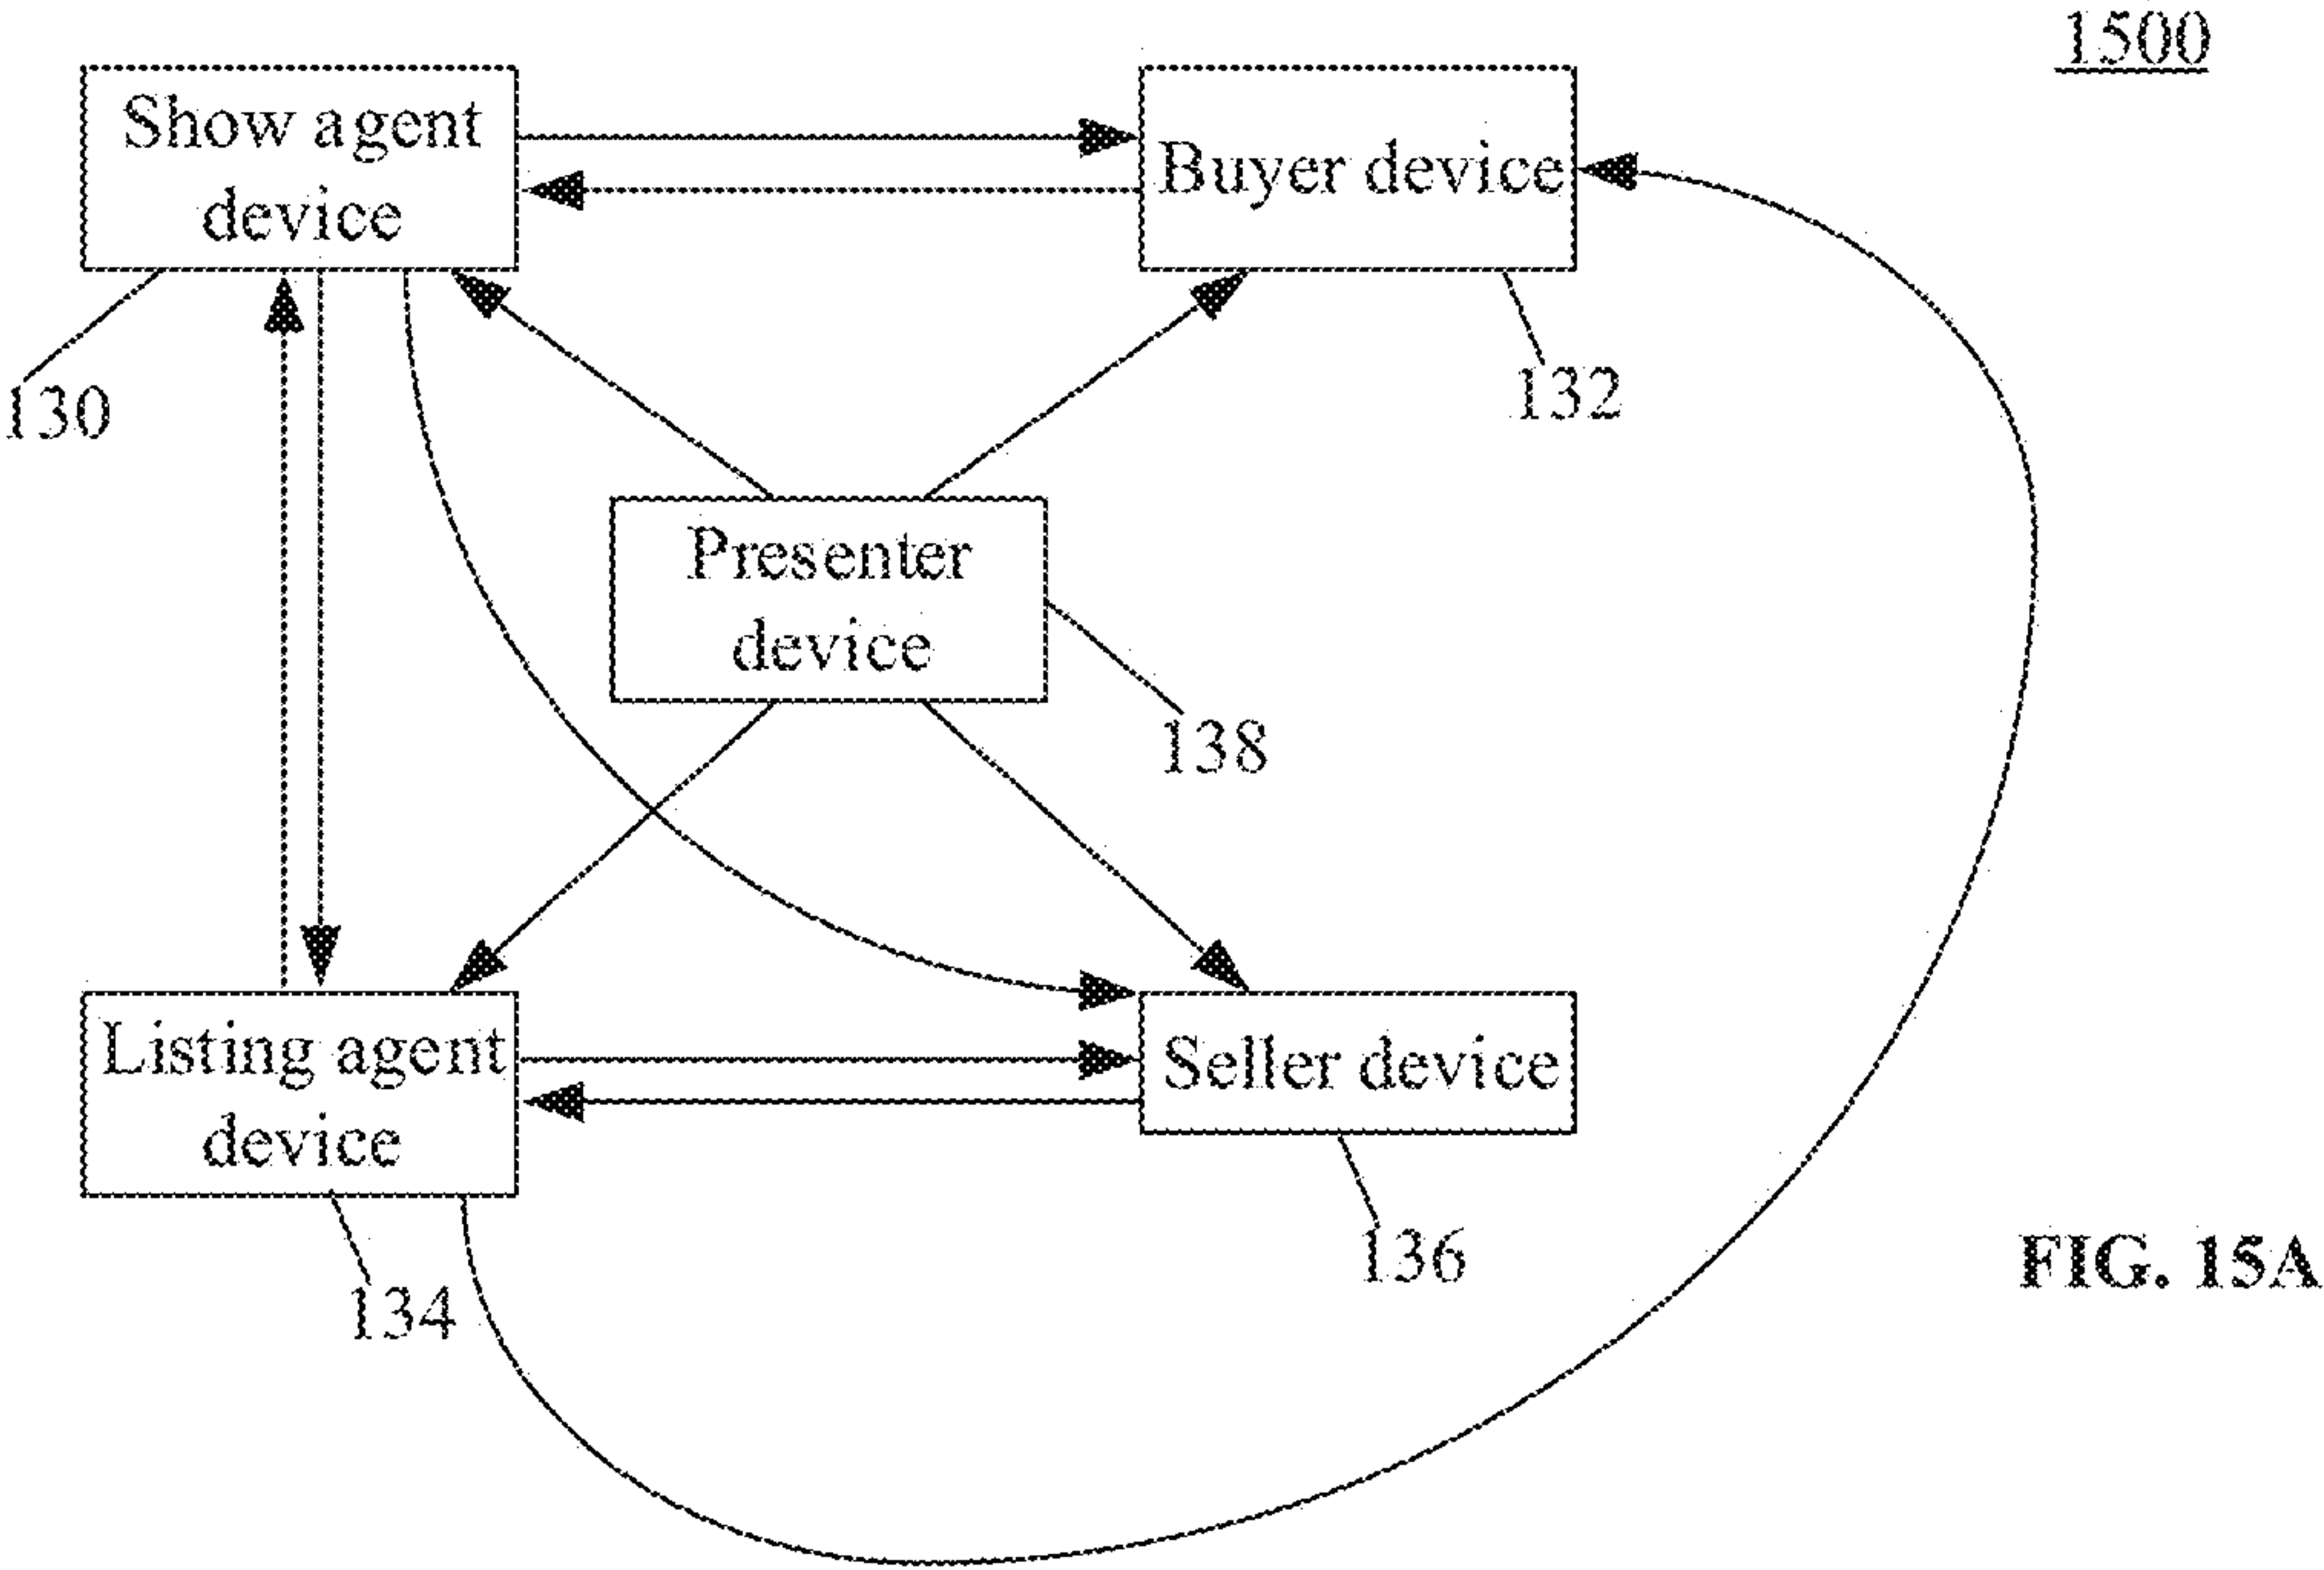 1500
Show agent
device
Buyer device
130
132
Presenter
device
138
Listing agent
device
Seller device
134
136
FIG. 15A